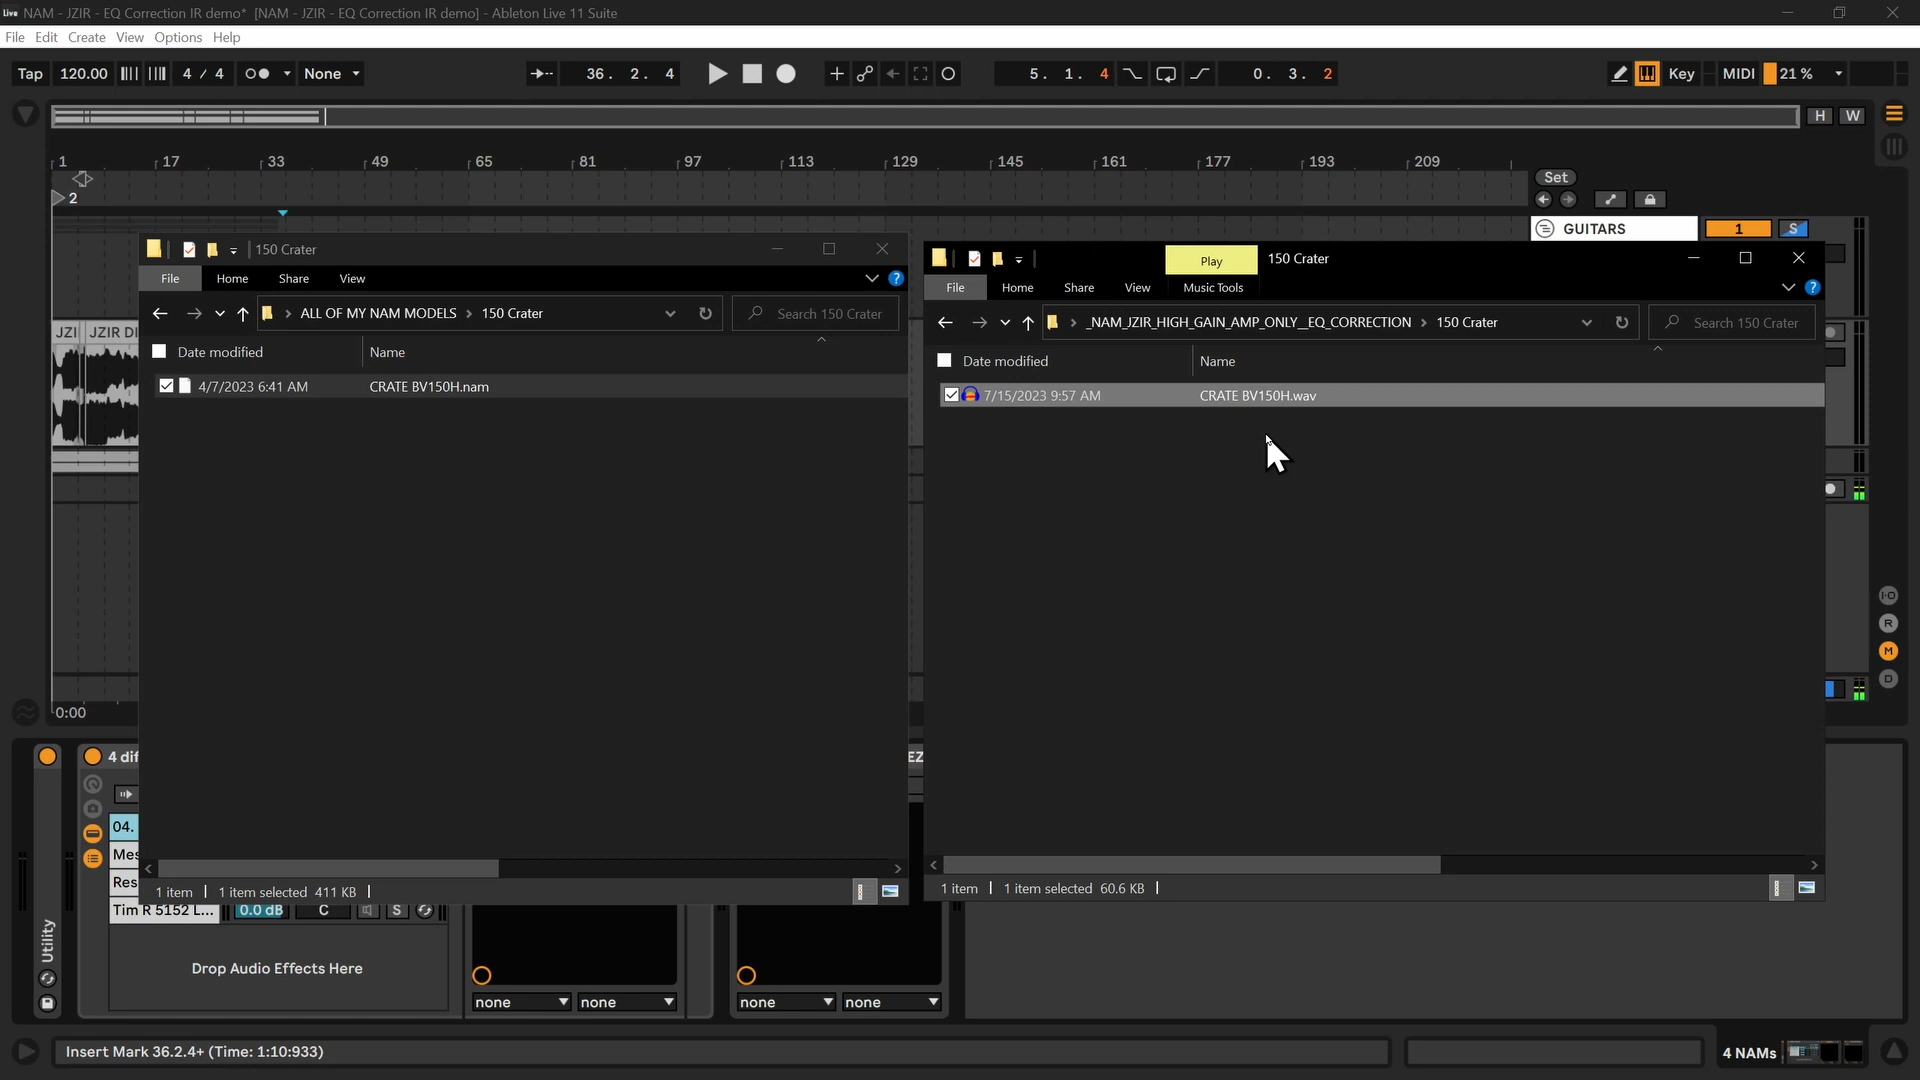 Live NAM - JZIR - EQ Correction IR demo* [NAM - JZIR - EQ Correction IR demo] - Ableton Live 11 Suite
File Edit Create View Options Help
Tap 120.00 4 / 4 None 36. 2. 4 5. 1. 4 0. 3. 2 Key MIDI 21 %
H W
1 17 33 49 65 81 97 113 129 145 161 177 193 209
Set
2
GUITARS 1 S
150 Crater
File Home Share View
ALL OF MY NAM MODELS > 150 Crater Search 150 Crater
Date modified Name
4/7/2023 6:41 AM CRATE BV150H.nam
1 item 1 item selected 411 KB
Play 150 Crater
File Home Share View Music Tools
_NAM_JZIR_HIGH_GAIN_AMP_ONLY__EQ_CORRECTION > 150 Crater Search 150 Crater
Date modified Name
7/15/2023 9:57 AM CRATE BV150H.wav
1 item 1 item selected 60.6 KB
JZI JZIR DI
0:00
I·O
R
M
D
4 dif
EZ
04.
Mes
Res
Tim R 5152 L... 0.0 dB C S
Utility
Drop Audio Effects Here
none none none none
Insert Mark 36.2.4+ (Time: 1:10:933)
4 NAMs